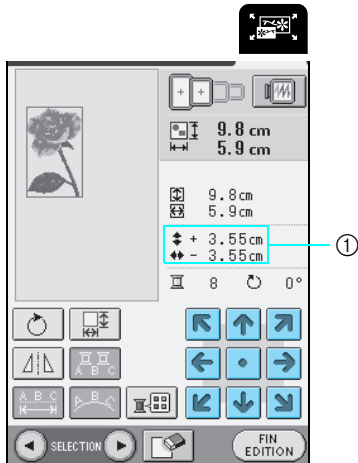 9.8 cm
5.9 cm
9.8cm
5.9cm
+ 3.55cm
- 3.55cm
1
8 0°
A B C
A B C
A B C
SELECTION
FIN
EDITION